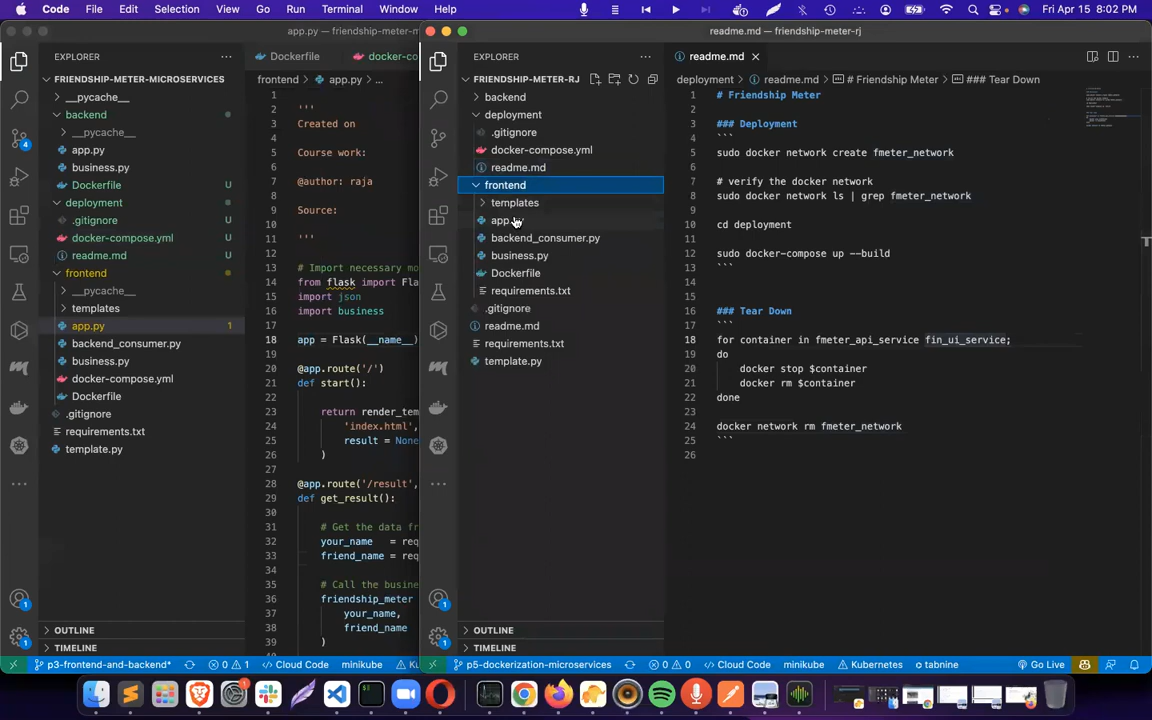 Code File Edit Selection View Go Run Terminal Window Help Fri Apr 15 8:02 PM
app.py — friendship-meter-m
EXPLORER
FRIENDSHIP-METER-MICROSERVICES
__pycache__
backend
__pycache__
app.py
business.py
Dockerfile U
deployment
.gitignore U
docker-compose.yml U
readme.md U
frontend
__pycache__
templates
app.py 1
backend_consumer.py
business.py
docker-compose.yml
Dockerfile
.gitignore
requirements.txt
template.py
OUTLINE
TIMELINE
4
1
1
Dockerfile docker-co
frontend > app.py > ...
1
2 '''
3 Created on
4
5 Course work:
6
7 @author: raja
8
9 Source:
10
11 '''
12
13 # Import necessary mo
14 from flask import Fla
15 import json
16 import business
17
18 app = Flask(__name__)
19
20 @app.route('/')
21 def start():
22
23 return render_tem
24 'index.html',
25 result = None
26 )
27
28 @app.route('/result',
29 def get_result():
30
31 # Get the data fr
32 your_name = req
33 friend_name = req
34
35 # Call the busine
36 friendship_meter
37 your_name,
38 friend_name
39 )
p3-frontend-and-backend* 0 1 Cloud Code minikube Ku
readme.md — friendship-meter-rj
EXPLORER
FRIENDSHIP-METER-RJ
backend
deployment
.gitignore
docker-compose.yml
readme.md
frontend
templates
app.py
backend_consumer.py
business.py
Dockerfile
requirements.txt
.gitignore
readme.md
requirements.txt
template.py
OUTLINE
TIMELINE
1
1
readme.md
deployment > readme.md > # Friendship Meter > ### Tear Down
1 # Friendship Meter
2
3 ### Deployment
4 ```
5 sudo docker network create fmeter_network
6
7 # verify the docker network
8 sudo docker network ls | grep fmeter_network
9
10 cd deployment
11
12 sudo docker-compose up --build
13 ```
14
15
16 ### Tear Down
17 ```
18 for container in fmeter_api_service fin_ui_service;
19 do
20 docker stop $container
21 docker rm $container
22 done
23
24 docker network rm fmeter_network
25 ```
26
p5-dockerization-microservices 0 0 Cloud Code minikube Kubernetes tabnine Go Live
1